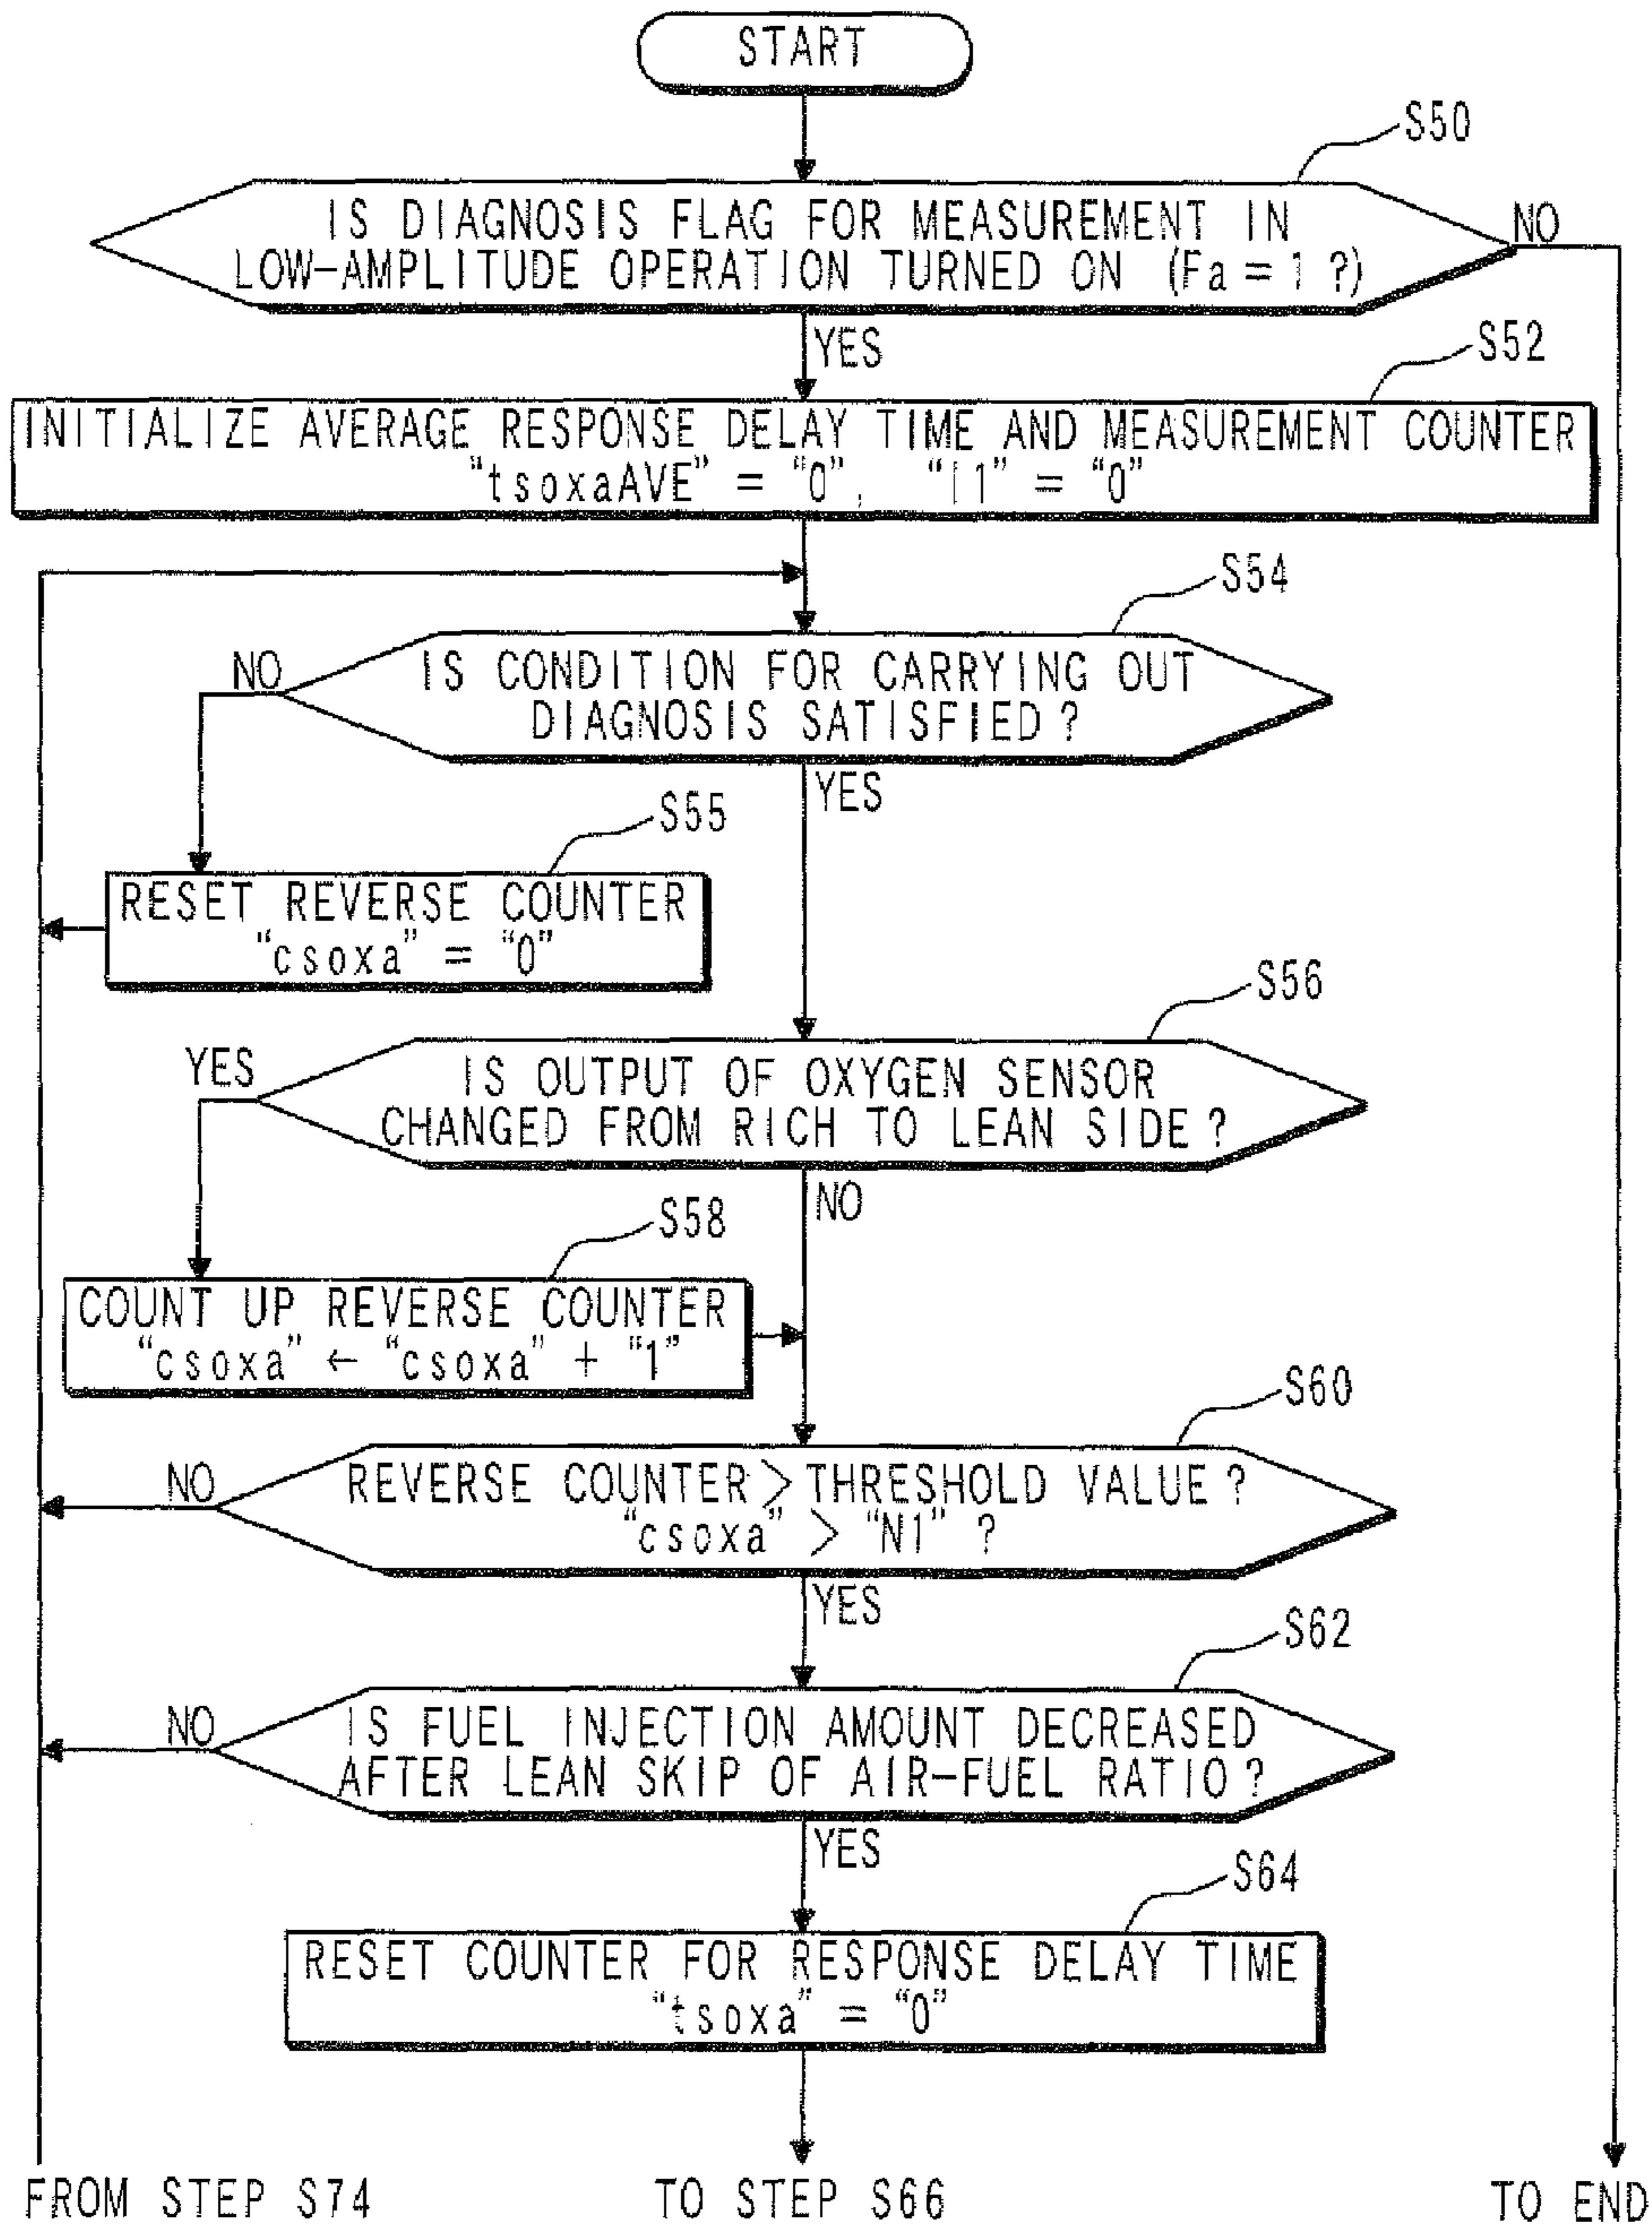 START
S50
IS DIAGNOSIS FLAG FOR MEASUREMENT IN
LOW-AMPLITUDE OPERATION TURNED ON (Fa = 1 ?)
NO
YES
S52
INITIALIZE AVERAGE RESPONSE DELAY TIME AND MEASUREMENT COUNTER
“tsoxaAVE” = “0”, “I1” = “0”
S54
IS CONDITION FOR CARRYING OUT
DIAGNOSIS SATISFIED ?
NO
YES
S55
RESET REVERSE COUNTER
“csoxa” = “0”
S56
IS OUTPUT OF OXYGEN SENSOR
CHANGED FROM RICH TO LEAN SIDE ?
YES
NO
S58
COUNT UP REVERSE COUNTER
“csoxa” ← “csoxa” + “1”
S60
REVERSE COUNTER > THRESHOLD VALUE ?
“csoxa” > “N1” ?
NO
YES
S62
IS FUEL INJECTION AMOUNT DECREASED
AFTER LEAN SKIP OF AIR-FUEL RATIO ?
NO
YES
S64
RESET COUNTER FOR RESPONSE DELAY TIME
“tsoxa” = “0”
FROM STEP S74
TO STEP S66
TO END